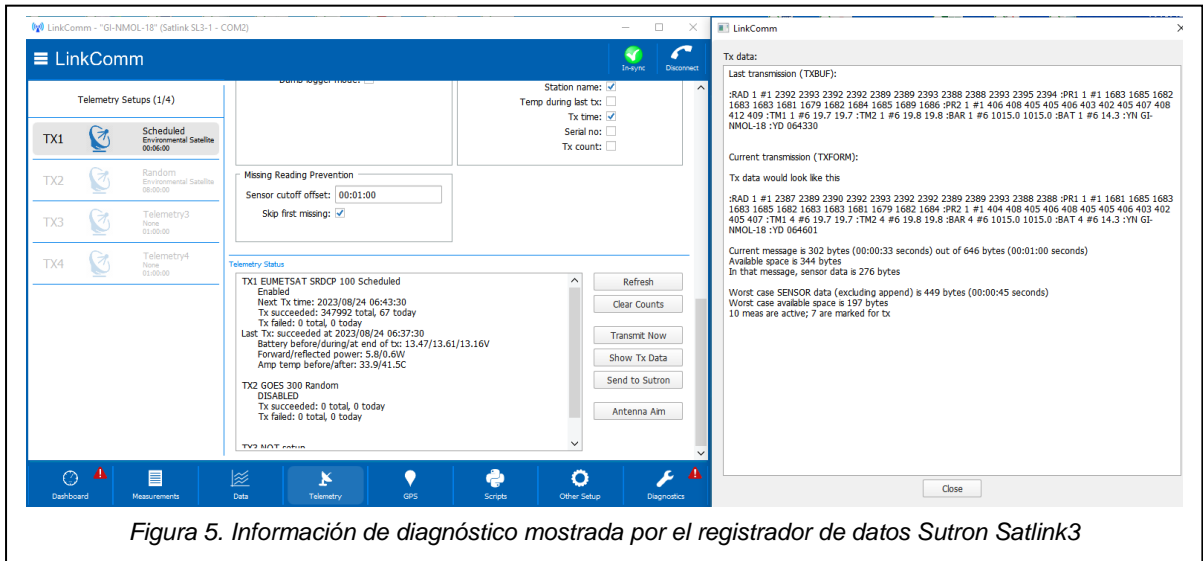 LinkComm - "GI-NMOL-18" (Satlink SL3-1 - COM2)
LinkComm
In-sync
Disconnect
Telemetry Setups (1/4)
TX1
Scheduled
Environmental Satellite
00:06:00
TX2
Random
Environmental Satellite
08:00:00
TX3
Telemetry3
None
01:00:00
TX4
Telemetry4
None
01:00:00
Station name:
Temp during last tx:
Tx time:
Serial no:
Tx count:
Missing Reading Prevention
Sensor cutoff offset: 00:01:00
Skip first missing:
Telemetry Status
TX1 EUMETSAT SRDCP 100 Scheduled
Enabled
Next Tx time: 2023/08/24 06:43:30
Tx succeeded: 347992 total, 67 today
Tx failed: 0 total, 0 today
Last Tx: succeeded at 2023/08/24 06:37:30
Battery before/during/at end of tx: 13.47/13.61/13.16V
Forward/reflected power: 5.8/0.6W
Amp temp before/after: 33.9/41.5C
TX2 GOES 300 Random
DISABLED
Tx succeeded: 0 total, 0 today
Tx failed: 0 total, 0 today
Refresh
Clear Counts
Transmit Now
Show Tx Data
Send to Sutron
Antenna Aim
Dashboard
Measurements
Data
Telemetry
GPS
Scripts
Other Setup
Diagnostics
LinkComm
Tx data:
Last transmission (TXBUF):
:RAD 1 #1 2392 2393 2392 2392 2389 2389 2393 2388 2388 2393 2395 2394 :PR1 1 #1 1683 1685 1682
1683 1683 1681 1679 1682 1684 1685 1689 1686 :PR2 1 #1 406 408 405 405 406 403 402 405 407 408
412 409 :TM1 1 #6 19.7 19.7 :TM2 1 #6 19.8 19.8 :BAR 1 #6 1015.0 1015.0 :BAT 1 #6 14.3 :YN GI-
NMOL-18 :YD 064330
Current transmission (TXFORM):
Tx data would look like this
:RAD 1 #1 2387 2389 2390 2392 2393 2392 2392 2389 2389 2393 2388 2388 :PR1 1 #1 1681 1685 1683
1683 1685 1682 1683 1683 1681 1679 1682 1684 :PR2 1 #1 404 408 405 406 408 405 405 406 403 402
405 407 :TM1 4 #6 19.7 19.7 :TM2 4 #6 19.8 19.8 :BAR 4 #6 1015.0 1015.0 :BAT 4 #6 14.3 :YN GI-
NMOL-18 :YD 064601
Current message is 302 bytes (00:00:33 seconds) out of 646 bytes (00:01:00 seconds)
Available space is 344 bytes
In that message, sensor data is 276 bytes
Worst case SENSOR data (excluding append) is 449 bytes (00:00:45 seconds)
Worst case available space is 197 bytes
10 meas are active; 7 are marked for tx
Close
Figura 5. Información de diagnóstico mostrada por el registrador de datos Sutron Satlink3